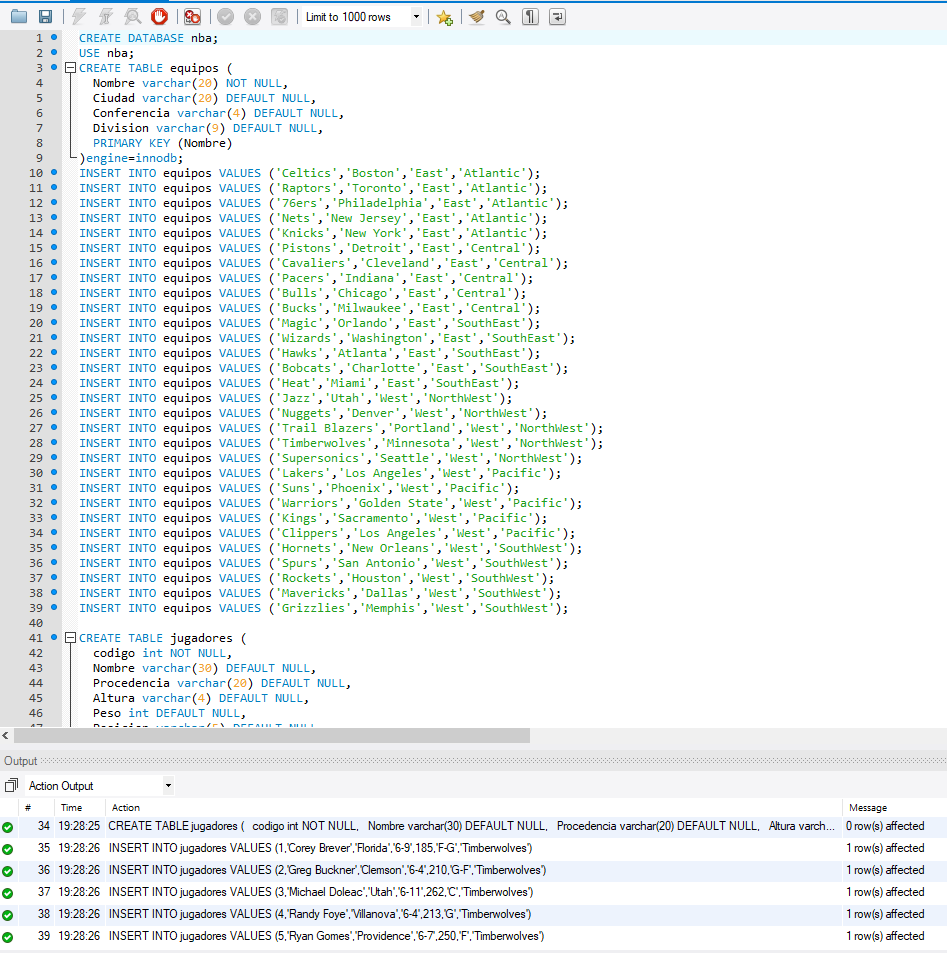 Limit to 1000 rows
1 CREATE DATABASE nba;
2 USE nba;
3 CREATE TABLE equipos (
4 Nombre varchar(20) NOT NULL,
5 Ciudad varchar(20) DEFAULT NULL,
6 Conferencia varchar(4) DEFAULT NULL,
7 Division varchar(9) DEFAULT NULL,
8 PRIMARY KEY (Nombre)
9 )engine=innodb;
10 INSERT INTO equipos VALUES ('Celtics','Boston','East','Atlantic');
11 INSERT INTO equipos VALUES ('Raptors','Toronto','East','Atlantic');
12 INSERT INTO equipos VALUES ('76ers','Philadelphia','East','Atlantic');
13 INSERT INTO equipos VALUES ('Nets','New Jersey','East','Atlantic');
14 INSERT INTO equipos VALUES ('Knicks','New York','East','Atlantic');
15 INSERT INTO equipos VALUES ('Pistons','Detroit','East','Central');
16 INSERT INTO equipos VALUES ('Cavaliers','Cleveland','East','Central');
17 INSERT INTO equipos VALUES ('Pacers','Indiana','East','Central');
18 INSERT INTO equipos VALUES ('Bulls','Chicago','East','Central');
19 INSERT INTO equipos VALUES ('Bucks','Milwaukee','East','Central');
20 INSERT INTO equipos VALUES ('Magic','Orlando','East','SouthEast');
21 INSERT INTO equipos VALUES ('Wizards','Washington','East','SouthEast');
22 INSERT INTO equipos VALUES ('Hawks','Atlanta','East','SouthEast');
23 INSERT INTO equipos VALUES ('Bobcats','Charlotte','East','SouthEast');
24 INSERT INTO equipos VALUES ('Heat','Miami','East','SouthEast');
25 INSERT INTO equipos VALUES ('Jazz','Utah','West','NorthWest');
26 INSERT INTO equipos VALUES ('Nuggets','Denver','West','NorthWest');
27 INSERT INTO equipos VALUES ('Trail Blazers','Portland','West','NorthWest');
28 INSERT INTO equipos VALUES ('Timberwolves','Minnesota','West','NorthWest');
29 INSERT INTO equipos VALUES ('Supersonics','Seattle','West','NorthWest');
30 INSERT INTO equipos VALUES ('Lakers','Los Angeles','West','Pacific');
31 INSERT INTO equipos VALUES ('Suns','Phoenix','West','Pacific');
32 INSERT INTO equipos VALUES ('Warriors','Golden State','West','Pacific');
33 INSERT INTO equipos VALUES ('Kings','Sacramento','West','Pacific');
34 INSERT INTO equipos VALUES ('Clippers','Los Angeles','West','Pacific');
35 INSERT INTO equipos VALUES ('Hornets','New Orleans','West','SouthWest');
36 INSERT INTO equipos VALUES ('Spurs','San Antonio','West','SouthWest');
37 INSERT INTO equipos VALUES ('Rockets','Houston','West','SouthWest');
38 INSERT INTO equipos VALUES ('Mavericks','Dallas','West','SouthWest');
39 INSERT INTO equipos VALUES ('Grizzlies','Memphis','West','SouthWest');
40
41 CREATE TABLE jugadores (
42 codigo int NOT NULL,
43 Nombre varchar(30) DEFAULT NULL,
44 Procedencia varchar(20) DEFAULT NULL,
45 Altura varchar(4) DEFAULT NULL,
46 Peso int DEFAULT NULL,
47 Posicion varchar(5) DEFAULT NULL,
Output
Action Output
# Time Action Message
34 19:28:25 CREATE TABLE jugadores ( codigo int NOT NULL, Nombre varchar(30) DEFAULT NULL, Procedencia varchar(20) DEFAULT NULL, Altura varch... 0 row(s) affected
35 19:28:26 INSERT INTO jugadores VALUES (1,'Corey Brever','Florida','6-9',185,'F-G','Timberwolves') 1 row(s) affected
36 19:28:26 INSERT INTO jugadores VALUES (2,'Greg Buckner','Clemson','6-4',210,'G-F','Timberwolves') 1 row(s) affected
37 19:28:26 INSERT INTO jugadores VALUES (3,'Michael Doleac','Utah','6-11',262,'C','Timberwolves') 1 row(s) affected
38 19:28:26 INSERT INTO jugadores VALUES (4,'Randy Foye','Villanova','6-4',213,'G','Timberwolves') 1 row(s) affected
39 19:28:26 INSERT INTO jugadores VALUES (5,'Ryan Gomes','Providence','6-7',250,'F','Timberwolves') 1 row(s) affected